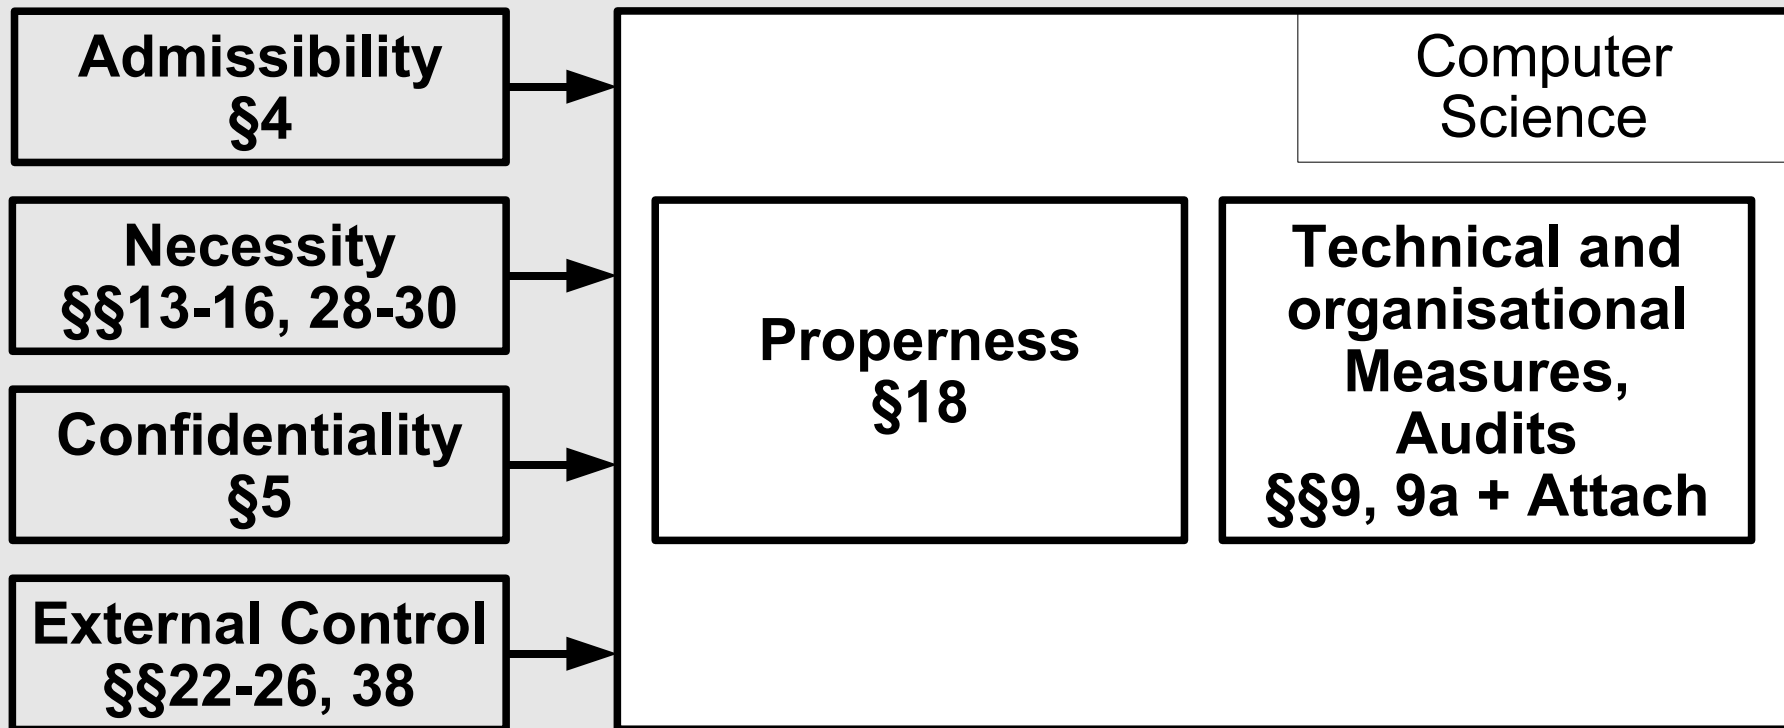 Admissibility
§4
Necessity
§§13-16, 28-30
Confidentiality
§5
External Control
§§22-26, 38
Computer
Science
Properness
§18
Technical and
organisational
Measures,
Audits
§§9, 9a + Attach